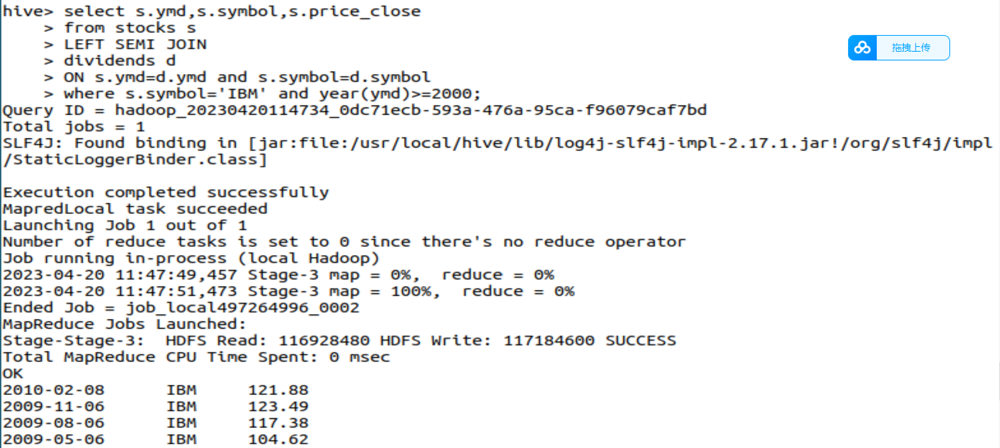 hive> select s.ymd,s.symbol,s.price_close
    > from stocks s
    > LEFT SEMI JOIN
    > dividends d
    > ON s.ymd=d.ymd and s.symbol=d.symbol
    > where s.symbol='IBM' and year(ymd)>=2000;
拖拽上传
Query ID = hadoop_20230420114734_0dc71ecb-593a-476a-95ca-f96079caf7bd
Total jobs = 1
SLF4J: Found binding in [jar:file:/usr/local/hive/lib/log4j-slf4j-impl-2.17.1.jar!/org/slf4j/impl
/StaticLoggerBinder.class]
Execution completed successfully
MapredLocal task succeeded
Launching Job 1 out of 1
Number of reduce tasks is set to 0 since there's no reduce operator
Job running in-process (local Hadoop)
2023-04-20 11:47:49,457 Stage-3 map = 0%,  reduce = 0%
2023-04-20 11:47:51,473 Stage-3 map = 100%,  reduce = 0%
Ended Job = job_local497264996_0002
MapReduce Jobs Launched:
Stage-Stage-3:  HDFS Read: 116928480 HDFS Write: 117184600 SUCCESS
Total MapReduce CPU Time Spent: 0 msec
OK
2010-02-08      IBM     121.88
2009-11-06      IBM     123.49
2009-08-06      IBM     117.38
2009-05-06      IBM     104.62